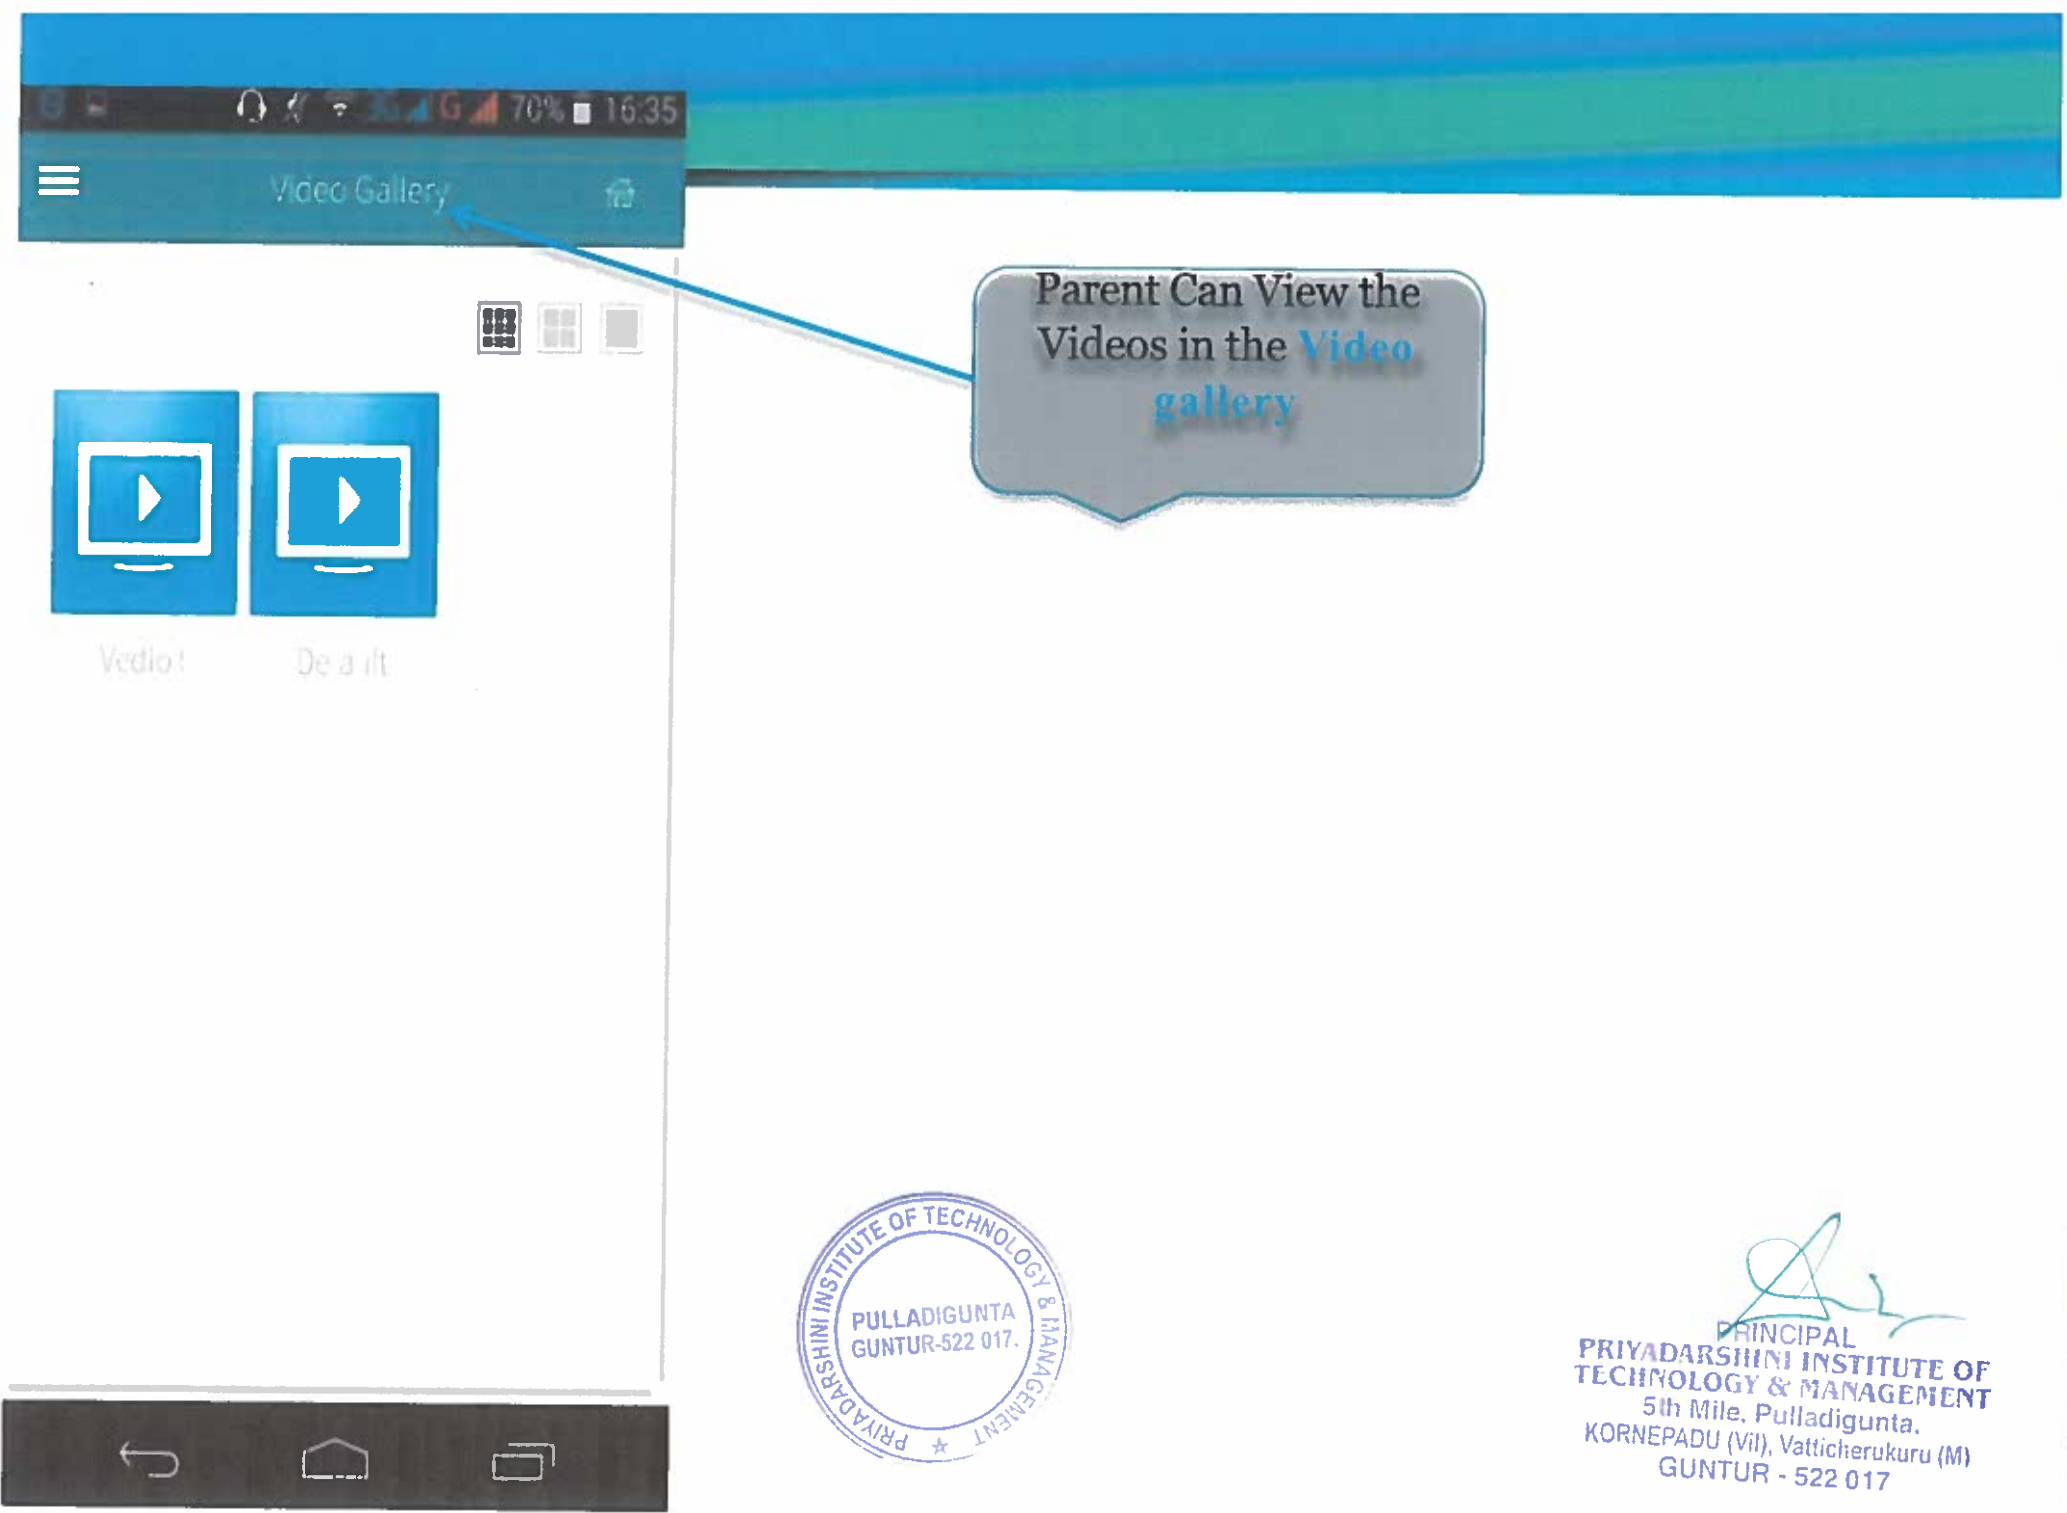 3G G 70% 16:35
Video Gallery
Parent Can View the
Videos in the Video
gallery
PRIYADARSHINI INSTITUTE OF TECHNOLOGY & MANAGEMENT
PULLADIGUNTA
GUNTUR-522 017.
PRINCIPAL
PRIYADARSHINI INSTITUTE OF
TECHNOLOGY & MANAGEMENT
5th Mile, Pulladigunta,
KORNEPADU (Vil), Vatticherukuru (M)
GUNTUR - 522 017